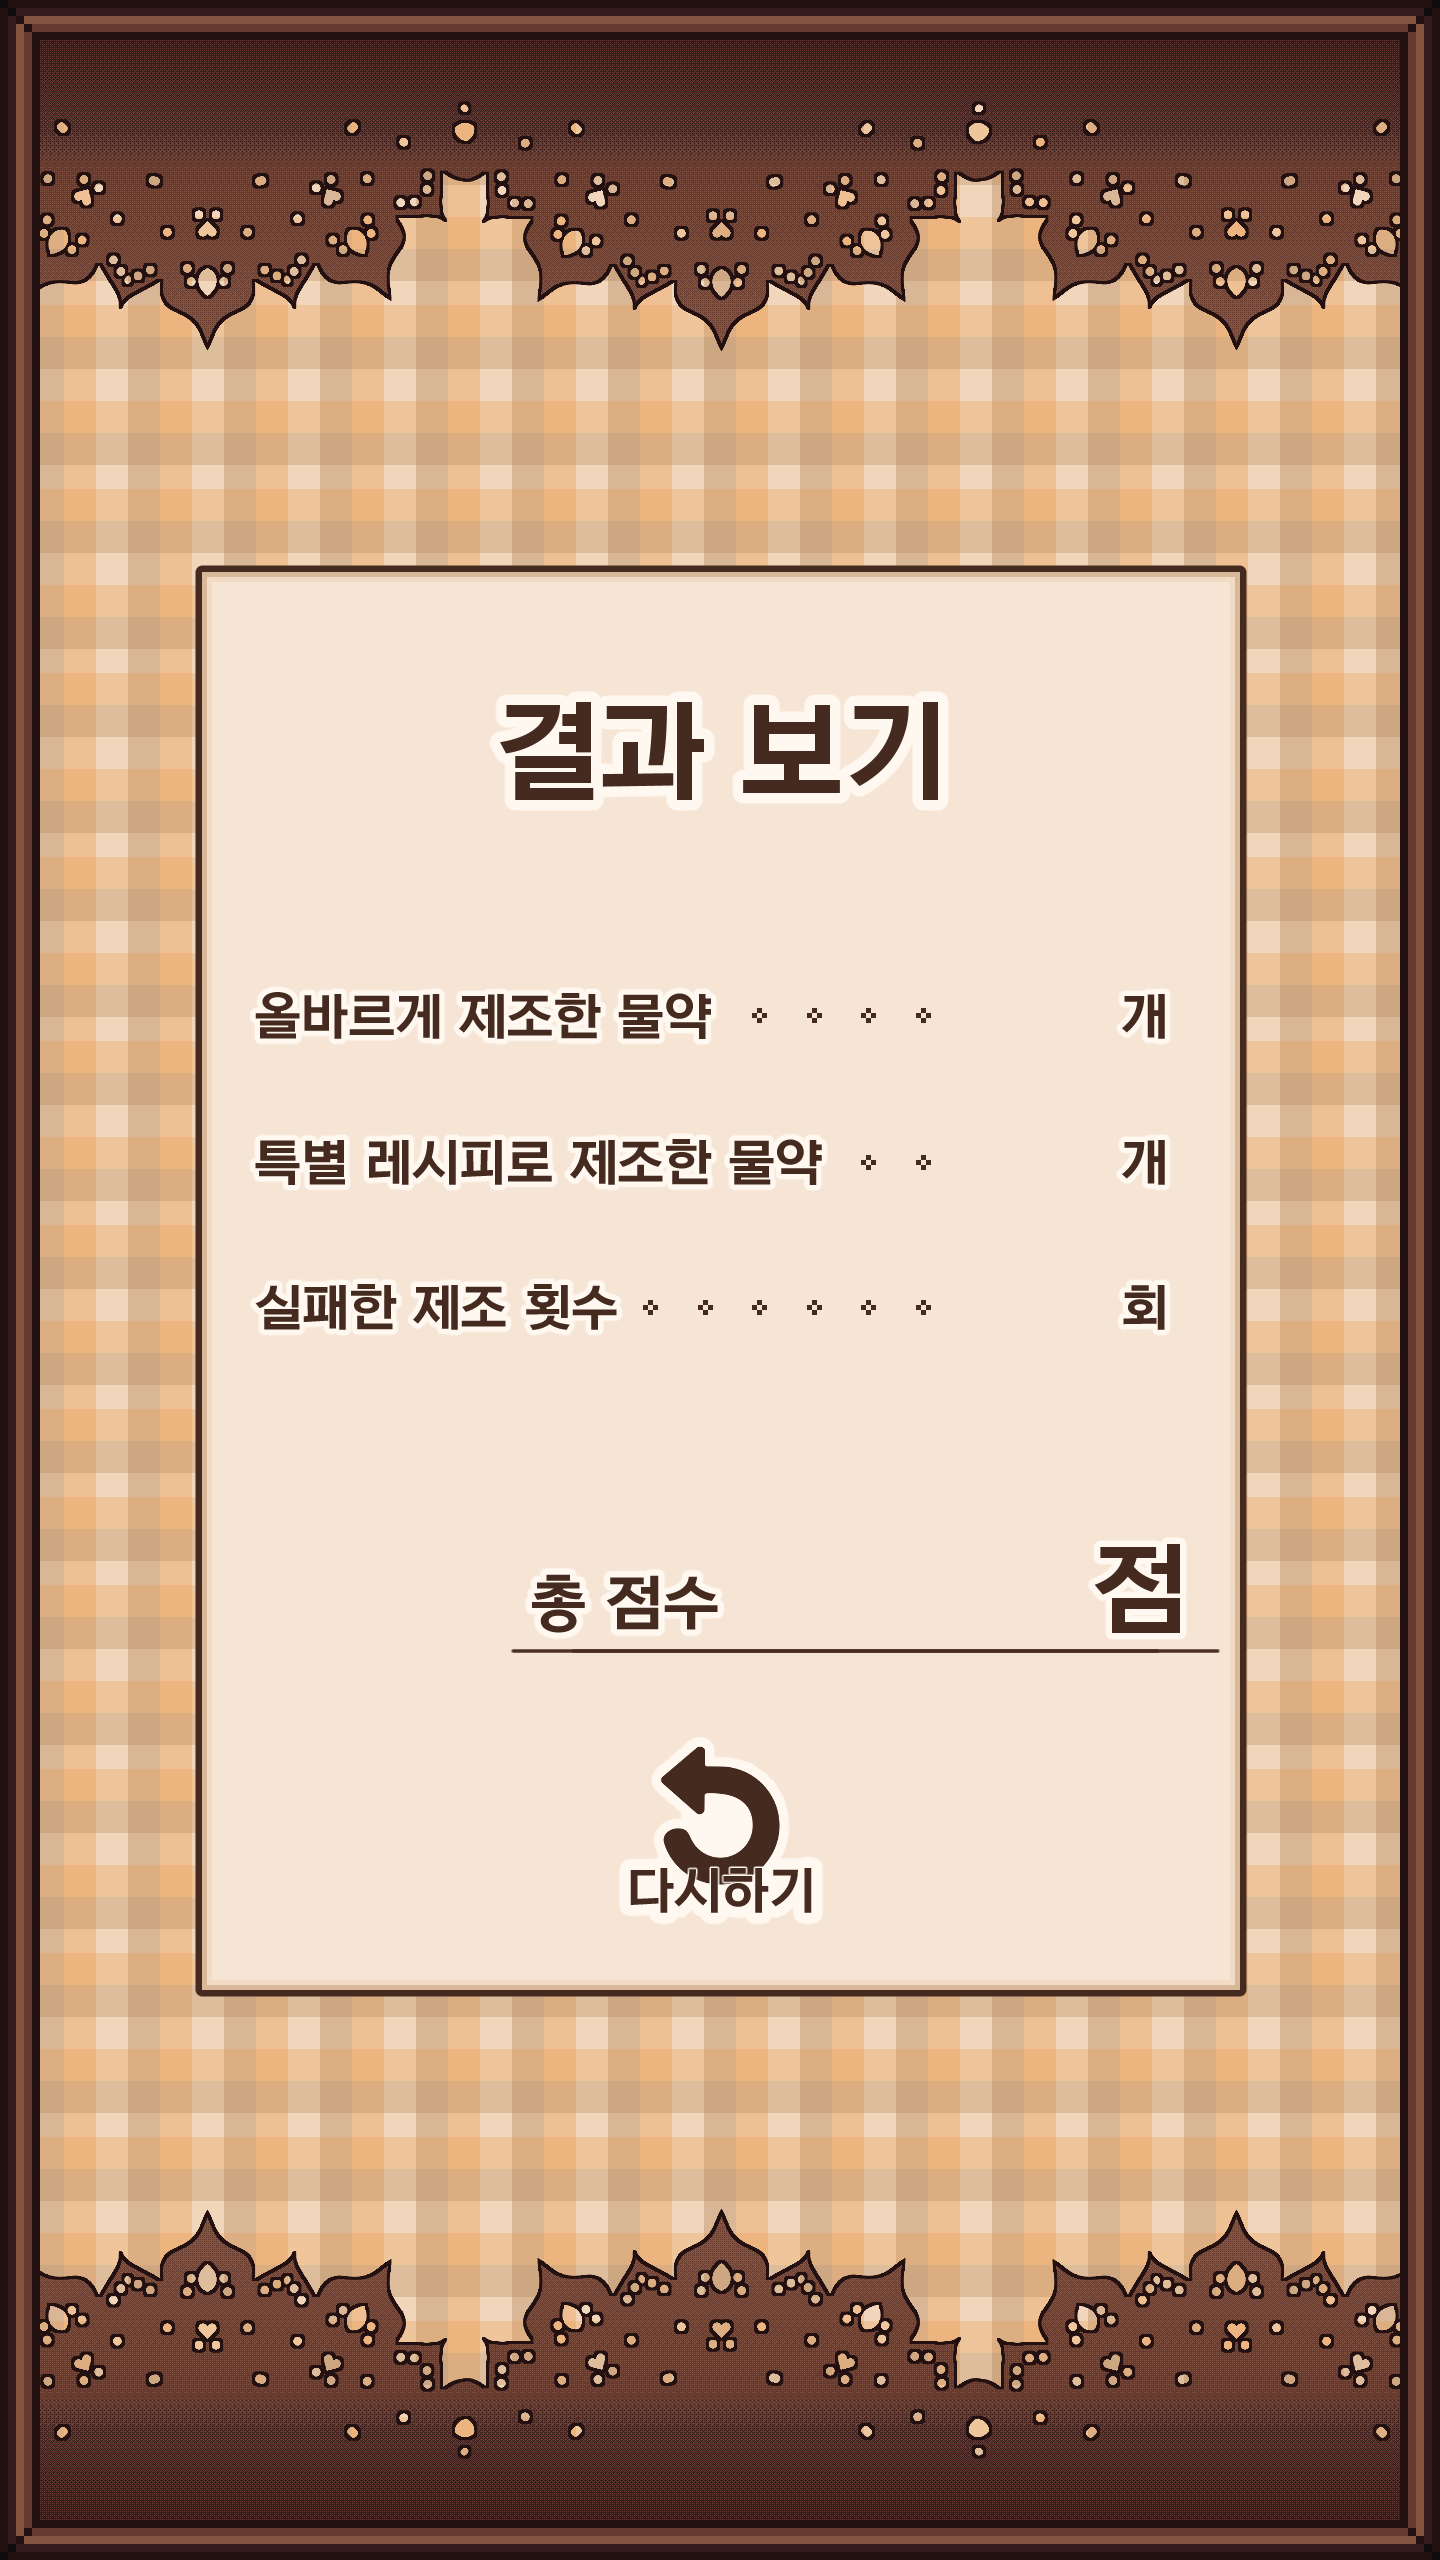 결과 보기
올바르게 제조한 물약 개
특별 레시피로 제조한 물약 개
실패한 제조 횟수 회
총 점수 점
다시하기